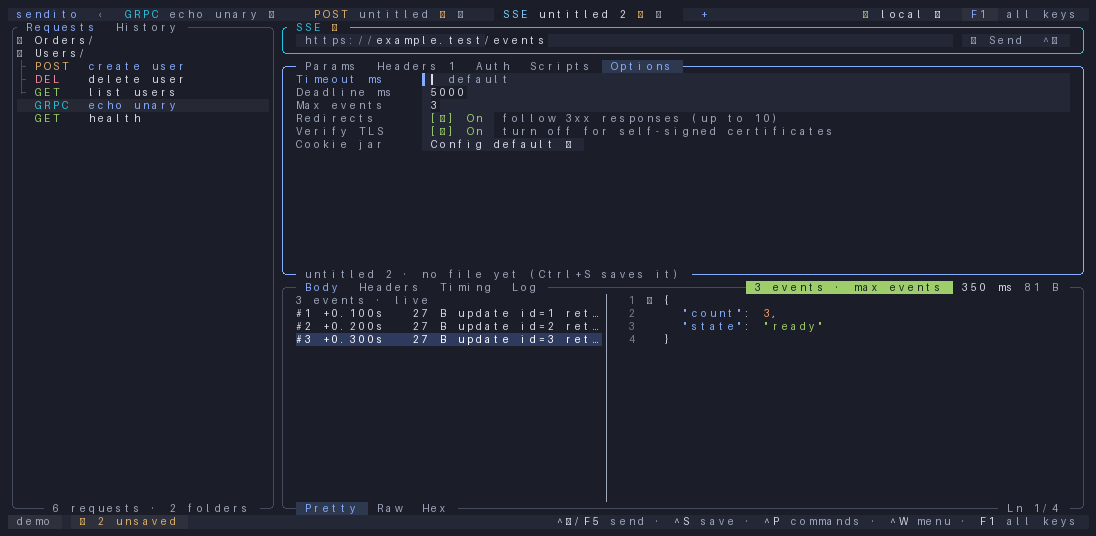 sendito ‹ GRPC echo unary POST untitled SSE untitled 2 + local F1 all keys
Requests History
Orders/
Users/
POST create user
DEL delete user
GET list users
GRPC echo unary
GET health
6 requests · 2 folders
SSE
https://example.test/events Send ^
Params Headers 1 Auth Scripts Options
Timeout ms default
Deadline ms 5000
Max events 3
Redirects [ ] On follow 3xx responses (up to 10)
Verify TLS [ ] On turn off for self-signed certificates
Cookie jar Config default
untitled 2 · no file yet (Ctrl+S saves it)
Body Headers Timing Log 3 events · max events 350 ms 81 B
3 events · live
#1 +0.100s 27 B update id=1 ret…
#2 +0.200s 27 B update id=2 ret…
#3 +0.300s 27 B update id=3 ret…
1 {
2 "count": 3,
3 "state": "ready"
4 }
Pretty Raw Hex Ln 1/4
demo 2 unsaved ^ /F5 send · ^S save · ^P commands · ^W menu · F1 all keys